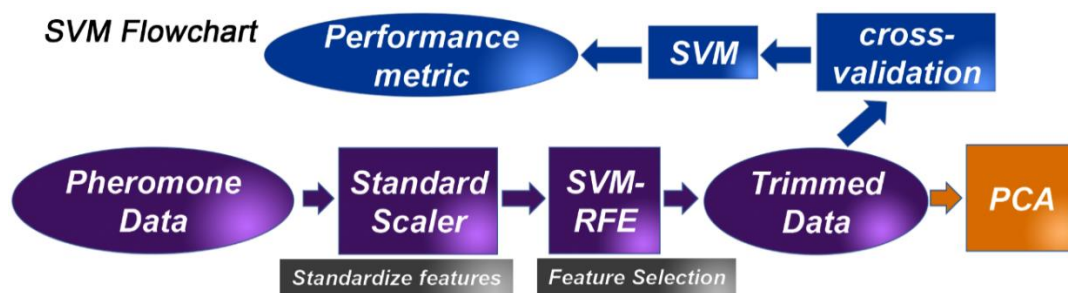 SVM Flowchart
Performance
metric
SVM
cross-
validation
Pheromone
Data
Standard
Scaler
SVM-
RFE
Trimmed
Data
PCA
Standardize features
Feature Selection